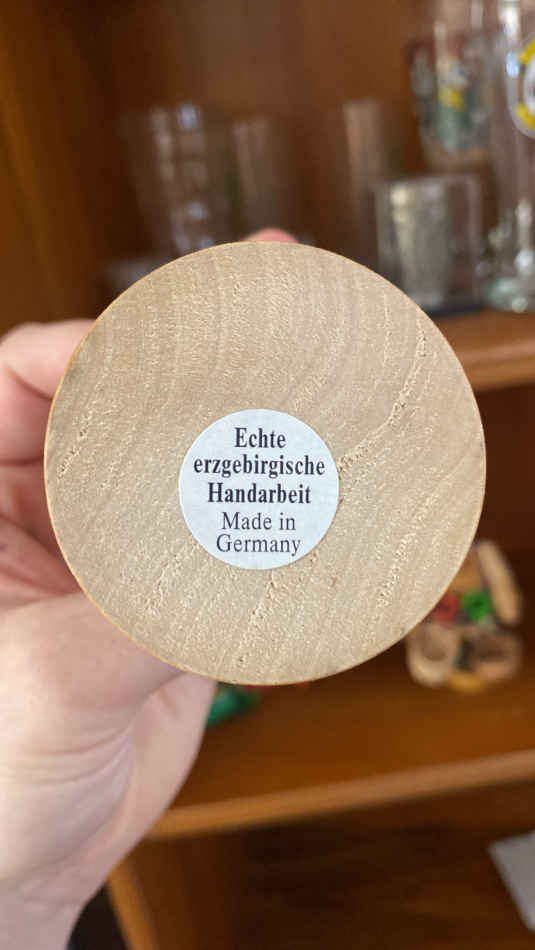 Echte
erzgebirgische
Handarbeit
Made in
Germany